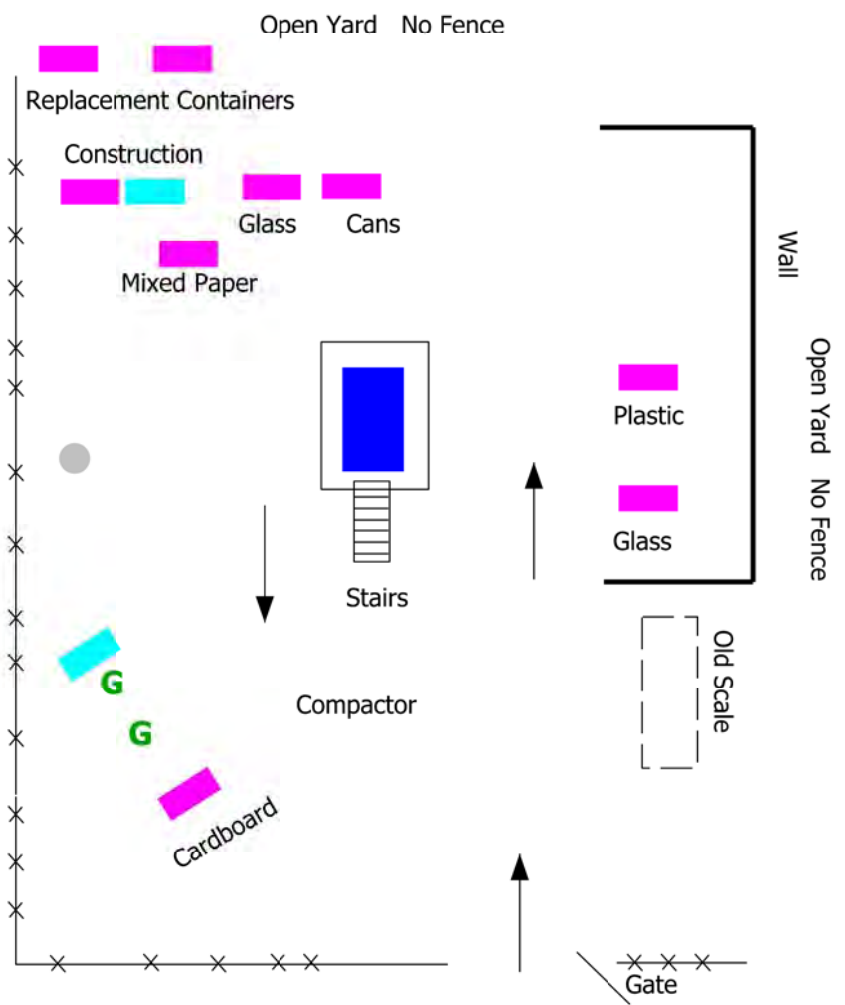 Open Yard No Fence
Replacement Containers
Construction
Glass
Cans
Mixed Paper
Wall
Open Yard No Fence
Plastic
Glass
Stairs
Old Scale
G
Compactor
G
Cardboard
Gate